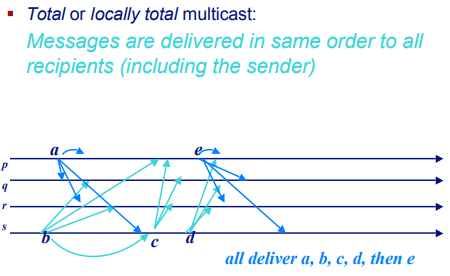 Total or locally total multicast:
Messages are delivered in same order to all
recipients (including the sender)
a
e
p
q
r
s
b
c
d
all deliver a, b, c, d, then e